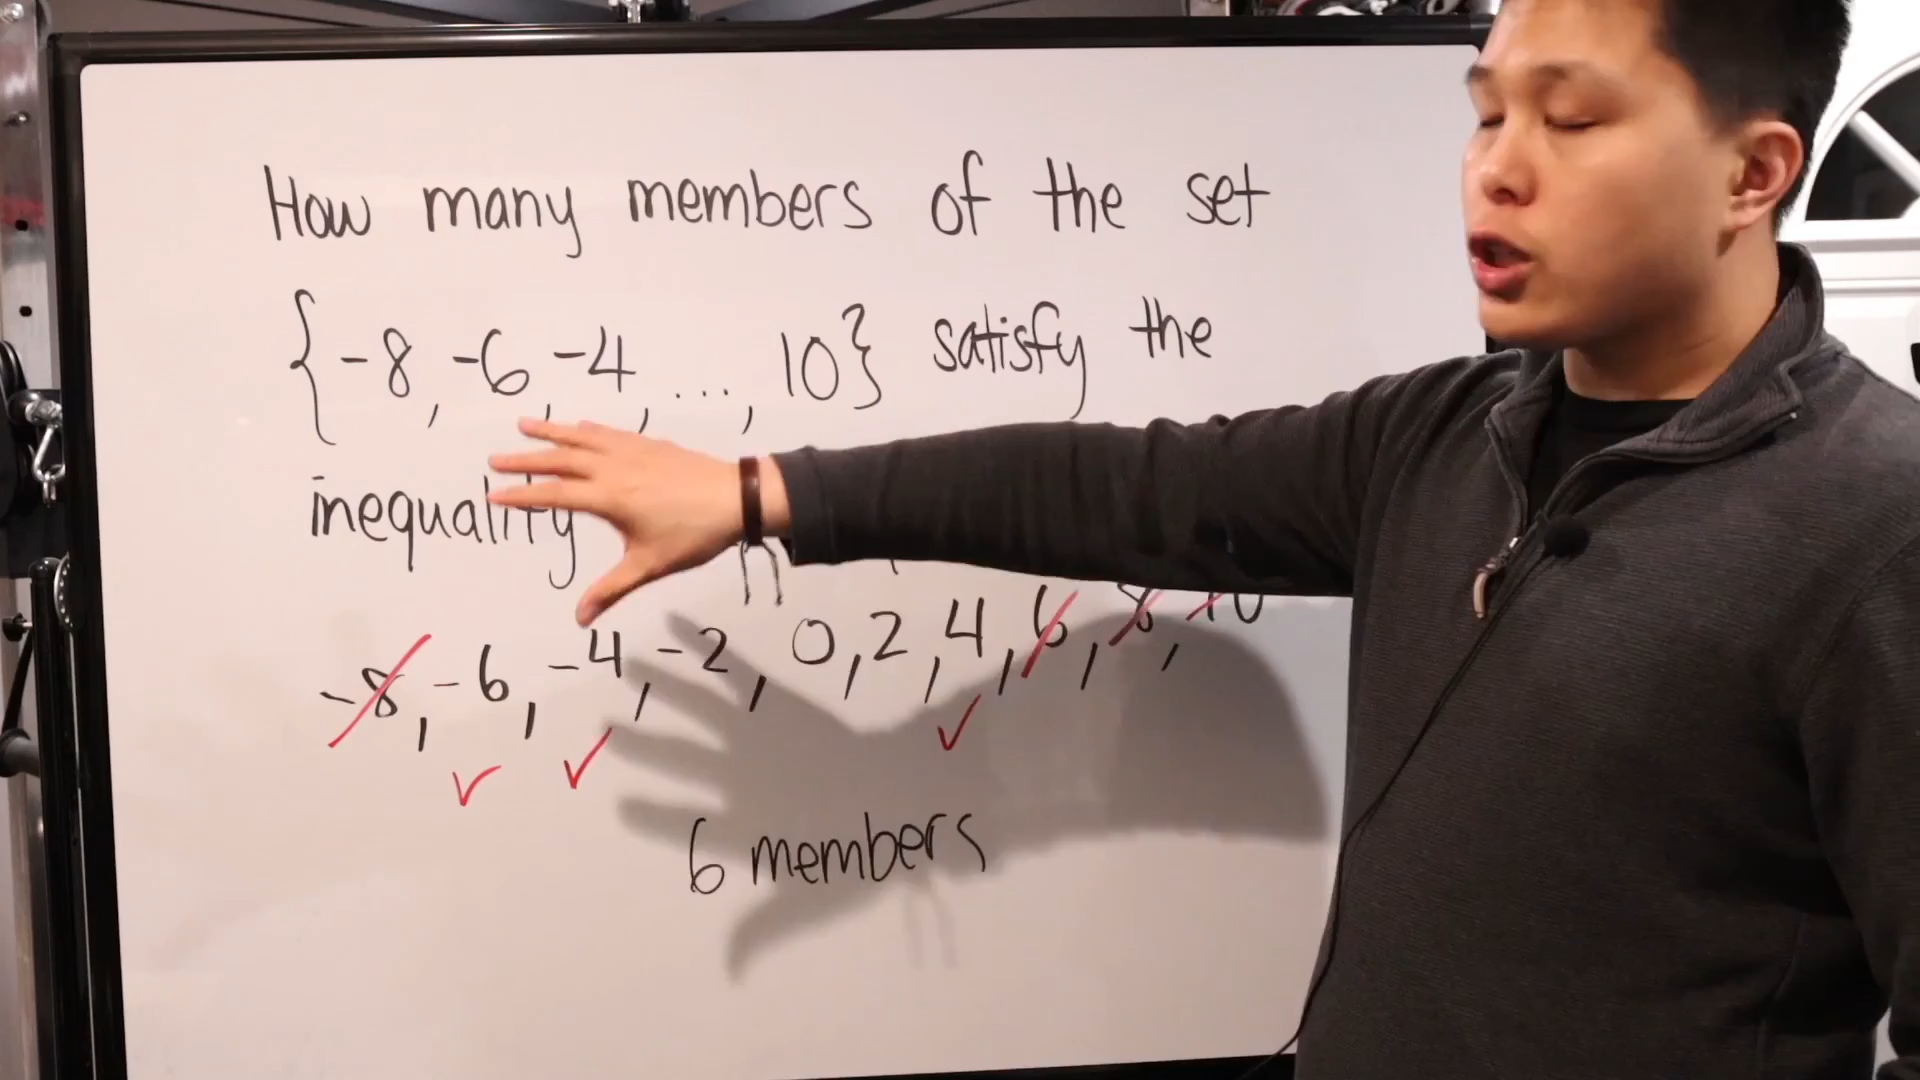 How many members of the set
{-8, -6, -4, ..., 10} satisfy the
inequality
-8, -6, -4, -2, 0, 2, 4, 6, 8, 10
6 members